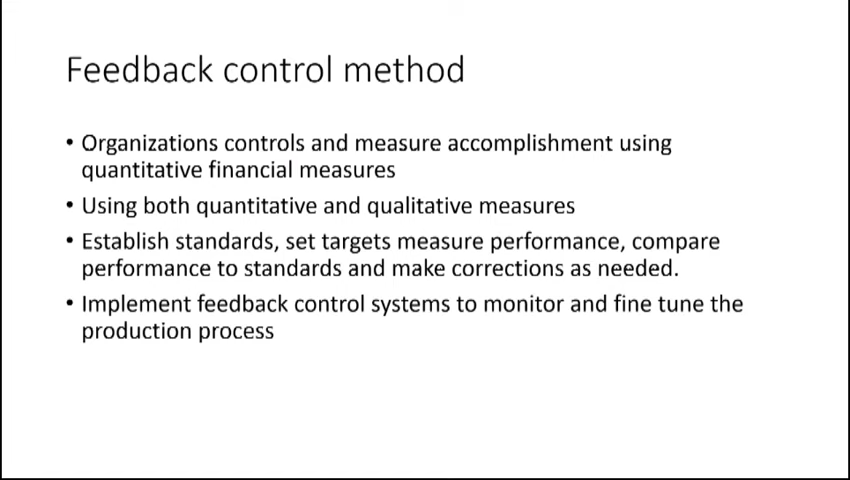 Feedback control method
• Organizations controls and measure accomplishment using
quantitative financial measures
• Using both quantitative and qualitative measures
• Establish standards, set targets measure performance, compare
performance to standards and make corrections as needed.
• Implement feedback control systems to monitor and fine tune the
production process